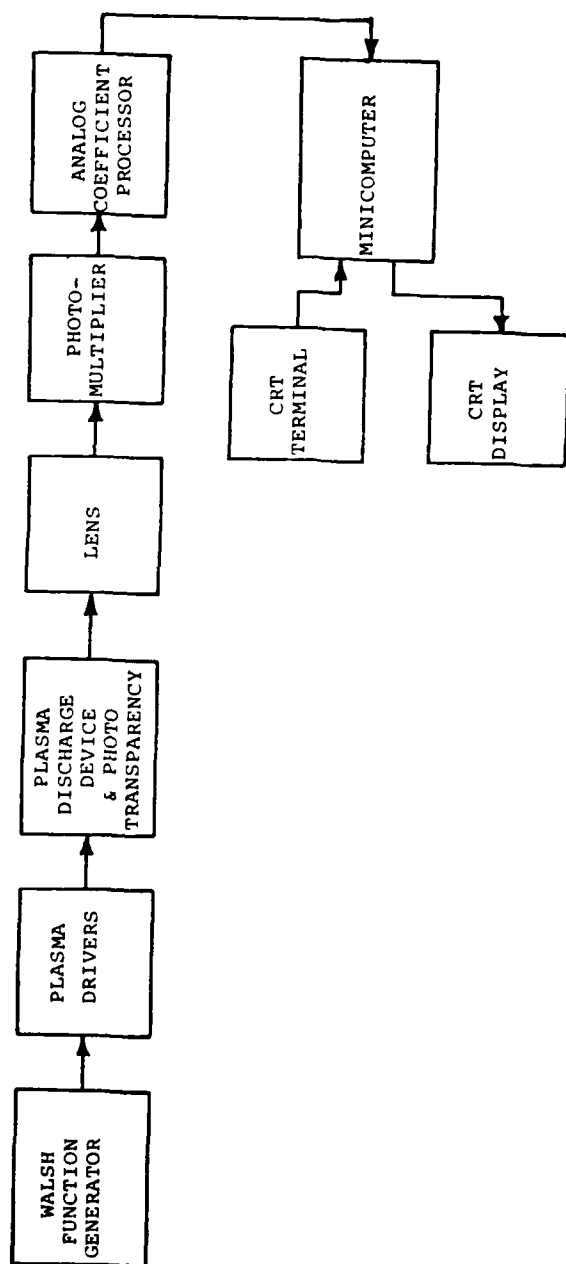 WALSH
FUNCTION
GENERATOR
PLASMA
DRIVERS
PLASMA
DISCHARGE
DEVICE
& PHOTO
TRANSPARENCY
LENS
PHOTO-
MULTIPLIER
ANALOG
COEFFICIENT
PROCESSOR
MINICOMPUTER
CRT
TERMINAL
CRT
DISPLAY